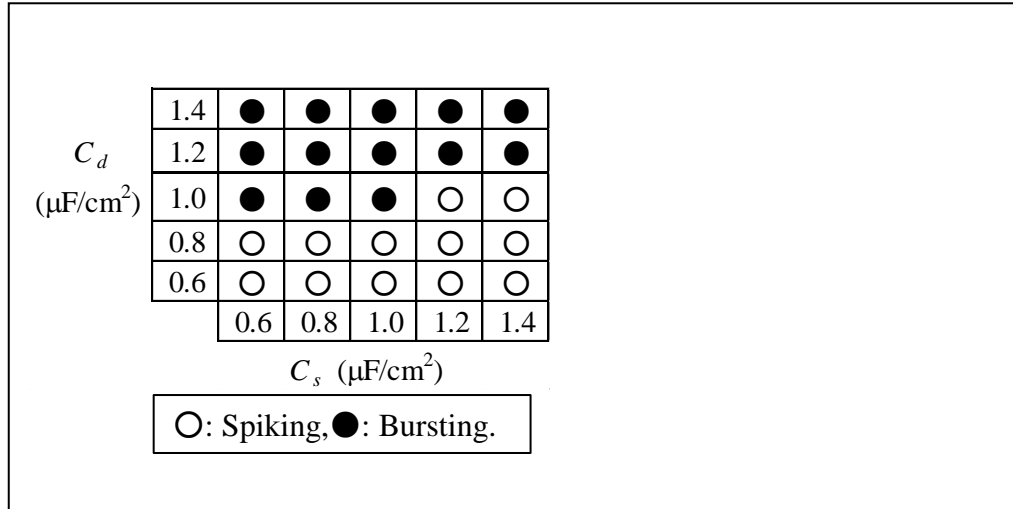 1.4 ● ● ● ● ●
C_d 1.2 ● ● ● ● ●
(μF/cm²) 1.0 ● ● ● ○ ○
0.8 ○ ○ ○ ○ ○
0.6 ○ ○ ○ ○ ○
0.6 0.8 1.0 1.2 1.4
C_s (μF/cm²)
○: Spiking, ●: Bursting.